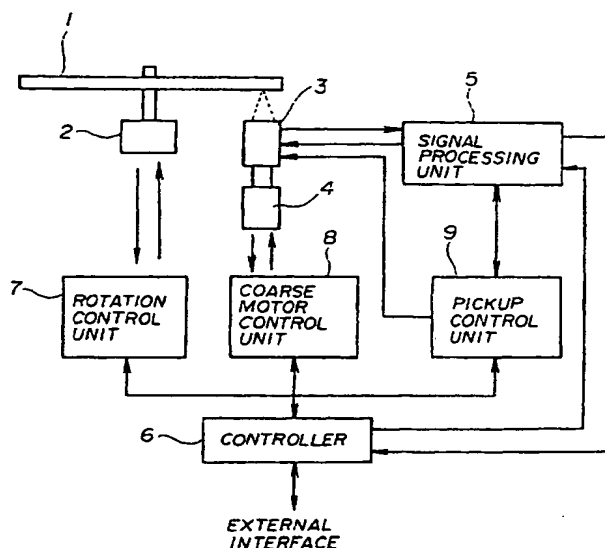 1
2
3
4
5
SIGNAL
PROCESSING
UNIT
7
ROTATION
CONTROL
UNIT
8
COARSE
MOTOR
CONTROL
UNIT
9
PICKUP
CONTROL
UNIT
6
CONTROLLER
EXTERNAL
INTERFACE